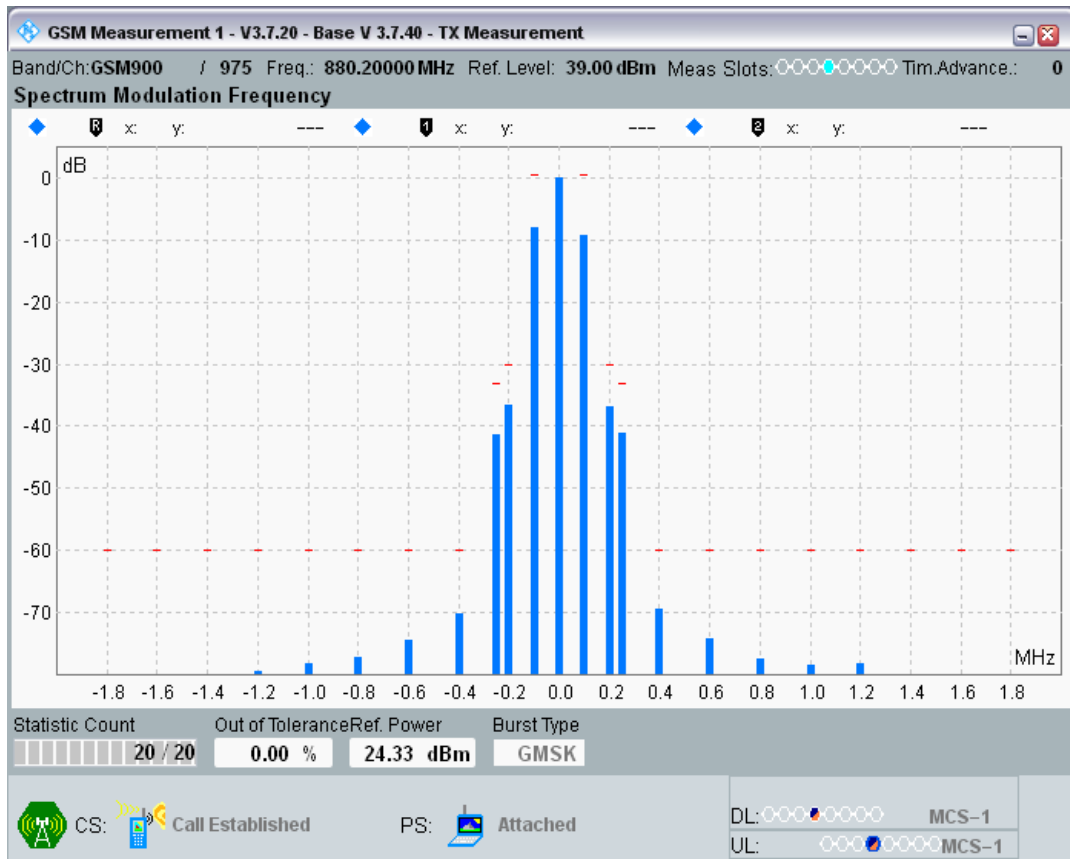 GSM Measurement 1 - V3.7.20 - Base V 3.7.40 - TX Measurement
Band/Ch:GSM900 / 975 Freq.: 880.20000 MHz Ref. Level: 39.00 dBm Meas Slots: Tim.Advance.: 0
Spectrum Modulation Frequency
R x: y: --- 1 x: y: --- 2 x: y: ---
dB
0
-10
-20
-30
-40
-50
-60
-70
MHz
-1.8 -1.6 -1.4 -1.2 -1.0 -0.8 -0.6 -0.4 -0.2 0.0 0.2 0.4 0.6 0.8 1.0 1.2 1.4 1.6 1.8
Statistic Count Out of Tolerance Ref. Power Burst Type
20 / 20 0.00 % 24.33 dBm GMSK
CS: Call Established PS: Attached
DL: MCS-1
UL: MCS-1